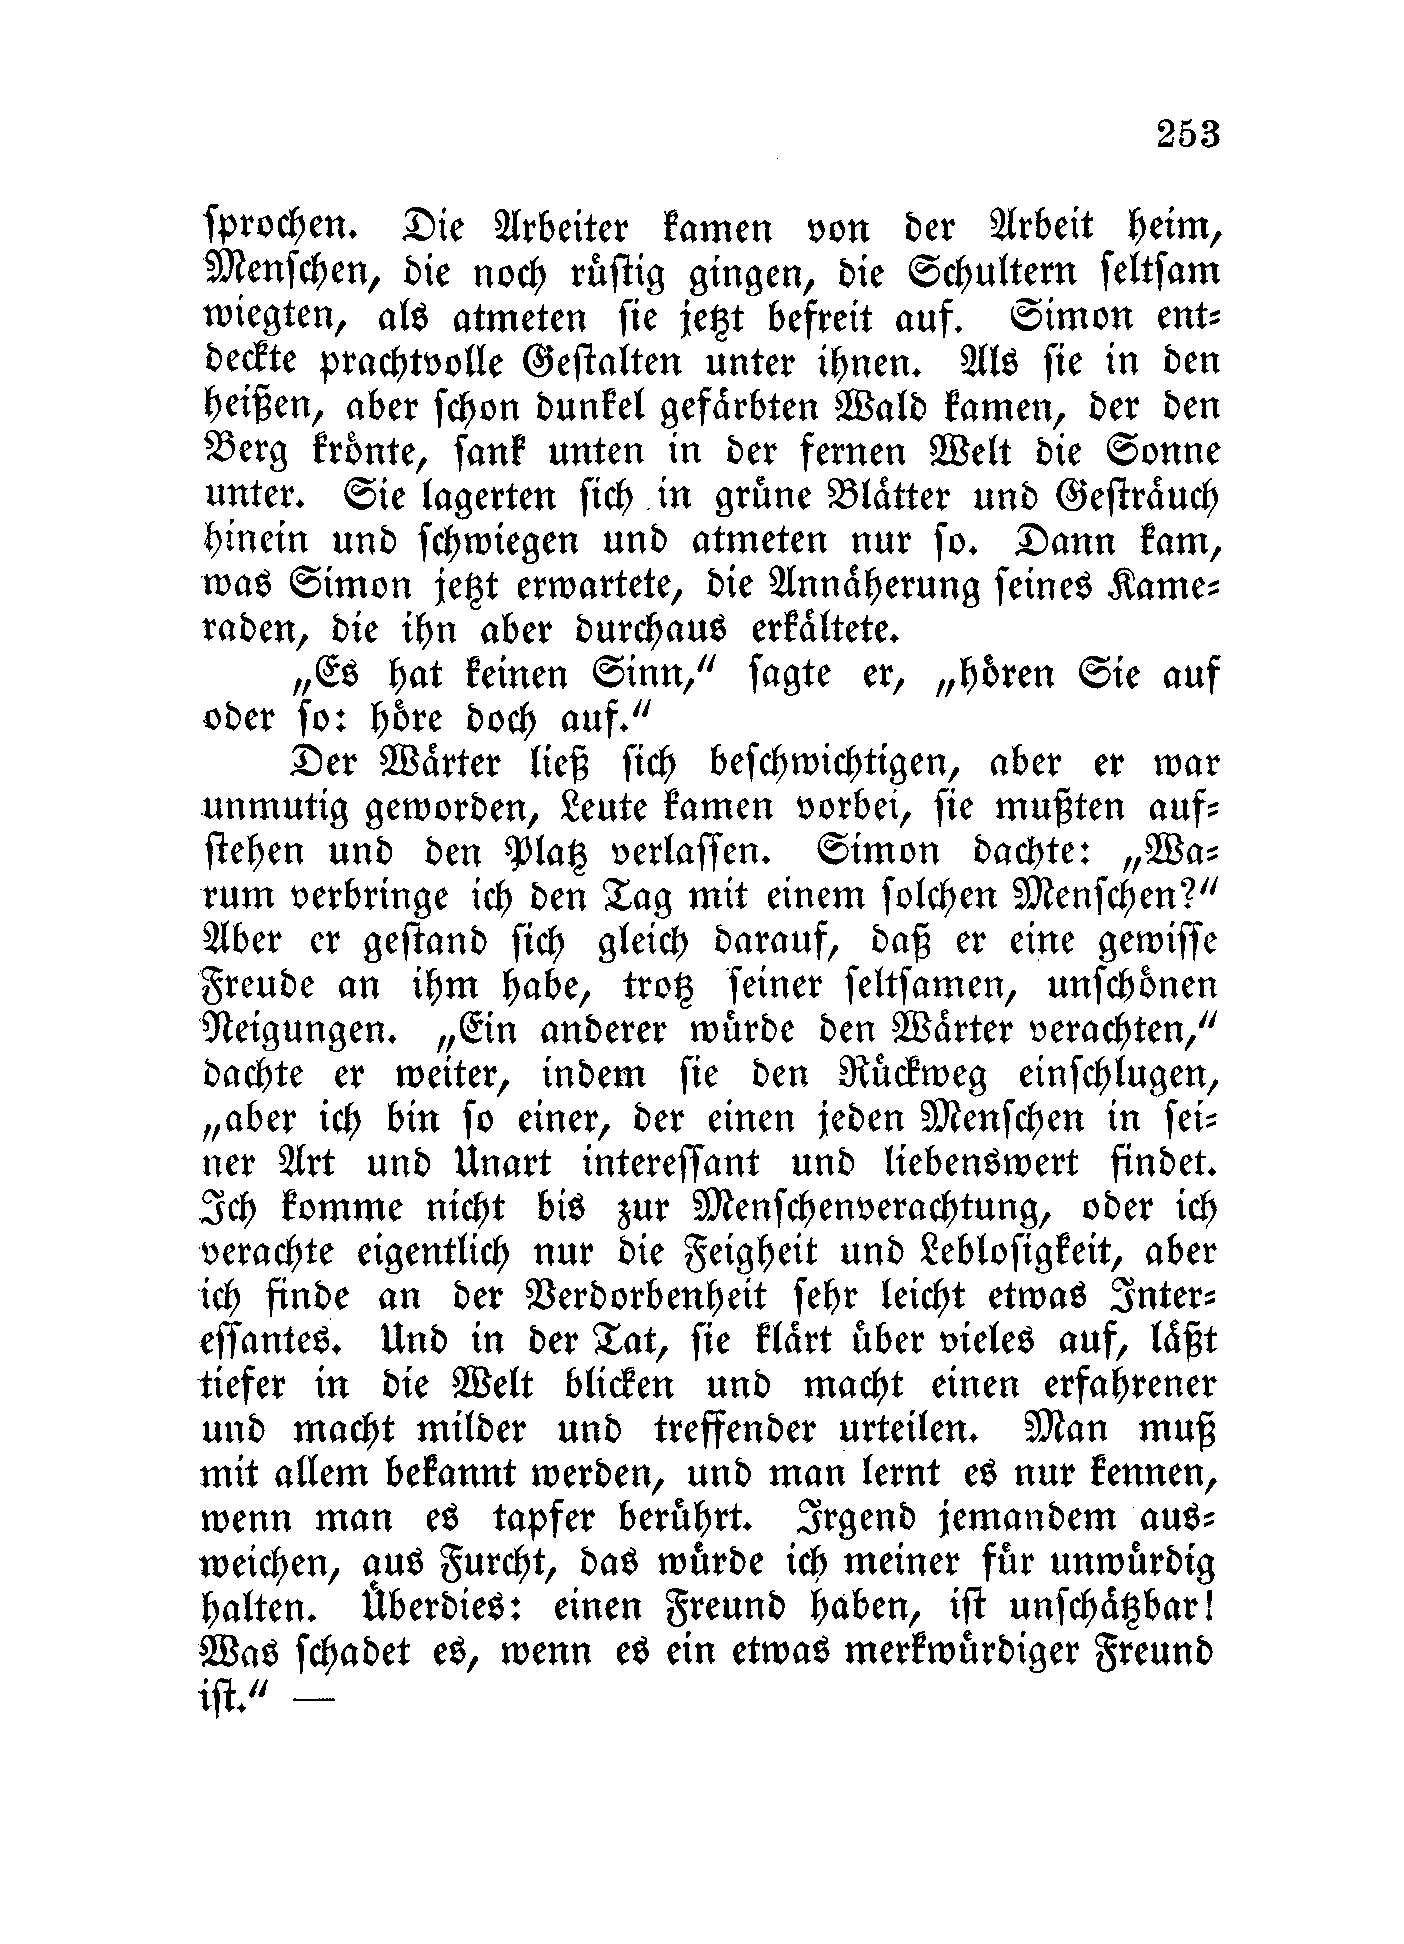 253
sprochen. Die Arbeiter kamen von der Arbeit heim,
Menschen, die noch rüstig gingen, die Schultern seltsam
wiegten, als atmeten sie jetzt befreit auf. Simon ent-
deckte prachtvolle Gestalten unter ihnen. Als sie in den
heißen, aber schon dunkel gefärbten Wald kamen, der den
Berg krönte, sank unten in der fernen Welt die Sonne
unter. Sie lagerten sich in grüne Blätter und Gesträuch
hinein und schwiegen und atmeten nur so. Dann kam,
was Simon jetzt erwartete, die Annäherung seines Kame-
raden, die ihn aber durchaus erkältete.
„Es hat keinen Sinn,“ sagte er, „hören Sie auf
oder so: höre doch auf.“
Der Wärter ließ sich beschwichtigen, aber er war
unmutig geworden, Leute kamen vorbei, sie mußten auf-
stehen und den Platz verlassen. Simon dachte: „Wa-
rum verbringe ich den Tag mit einem solchen Menschen?“
Aber er gestand sich gleich darauf, daß er eine gewisse
Freude an ihm habe, trotz seiner seltsamen, unschönen
Neigungen. „Ein anderer würde den Wärter verachten,“
dachte er weiter, indem sie den Rückweg einschlugen,
„aber ich bin so einer, der einen jeden Menschen in sei-
ner Art und Unart interessant und liebenswert findet.
Ich komme nicht bis zur Menschenverachtung, oder ich
verachte eigentlich nur die Feigheit und Leblosigkeit, aber
ich finde an der Verdorbenheit sehr leicht etwas Inter-
essantes. Und in der Tat, sie klärt über vieles auf, läßt
tiefer in die Welt blicken und macht einen erfahrener
und macht milder und treffender urteilen. Man muß
mit allem bekannt werden, und man lernt es nur kennen,
wenn man es tapfer berührt. Irgend jemandem aus-
weichen, aus Furcht, das würde ich meiner für unwürdig
halten. Überdies: einen Freund haben, ist unschätzbar!
Was schadet es, wenn es ein etwas merkwürdiger Freund
ist.“ —